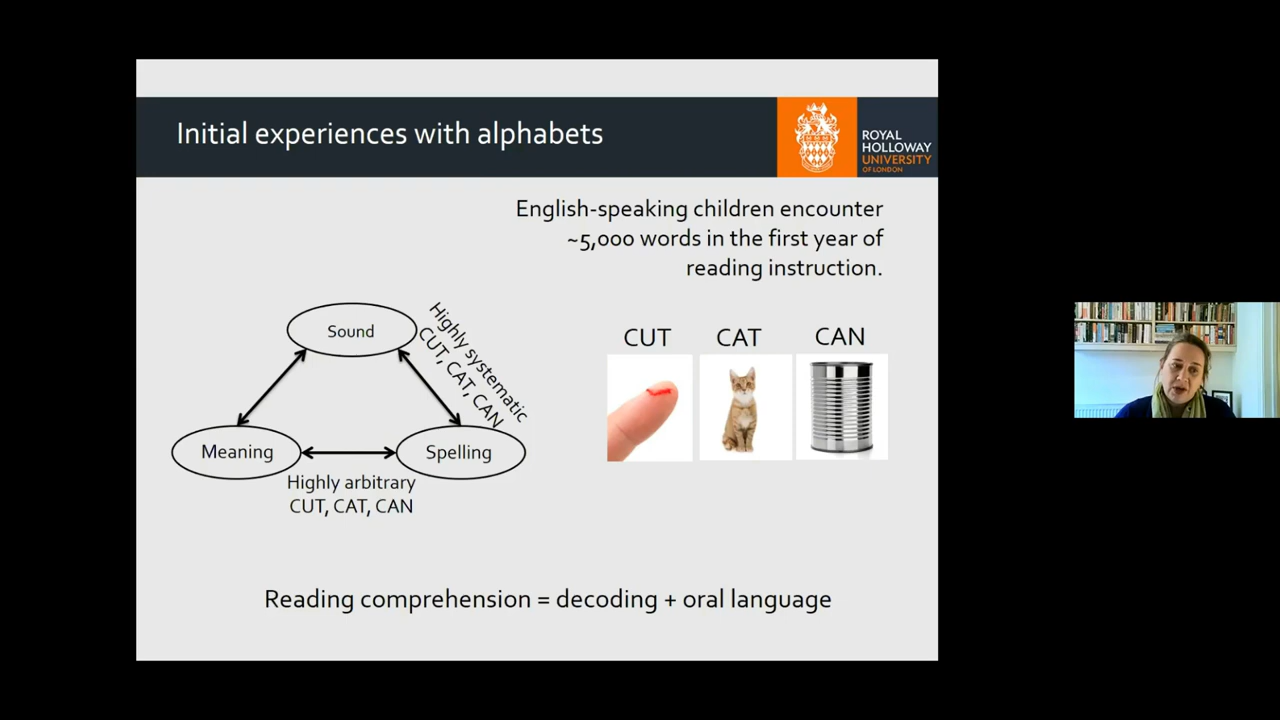 Initial experiences with alphabets
ROYAL
HOLLOWAY
UNIVERSITY
OF LONDON
English-speaking children encounter
~5,000 words in the first year of
reading instruction.
Sound
Highly systematic
CUT, CAT, CAN
Meaning
Spelling
Highly arbitrary
CUT, CAT, CAN
CUT
CAT
CAN
Reading comprehension = decoding + oral language